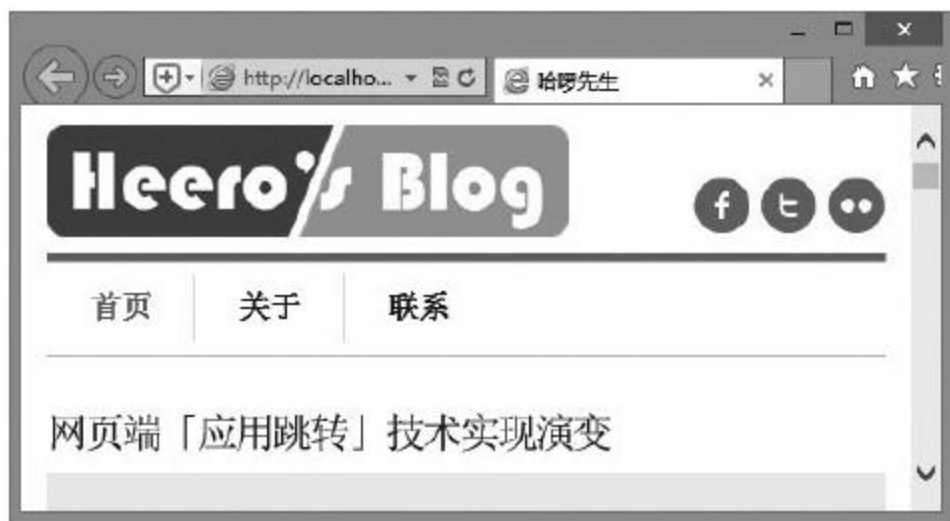 http://localho...
哈啰先生
Heero's Blog
首页 关于 联系
网页端「应用跳转」技术实现演变